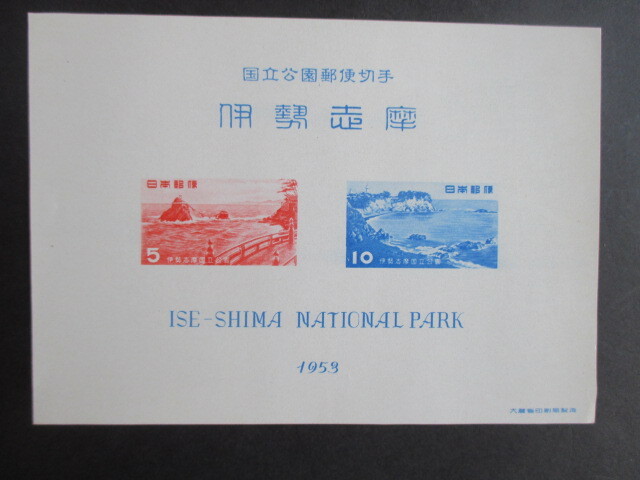 国立公園郵便切手
伊勢志摩
日本郵便
5
伊勢志摩国立公園
日本郵便
10
伊勢志摩国立公園
ISE-SHIMA NATIONAL PARK
1953
大蔵省印刷局製造